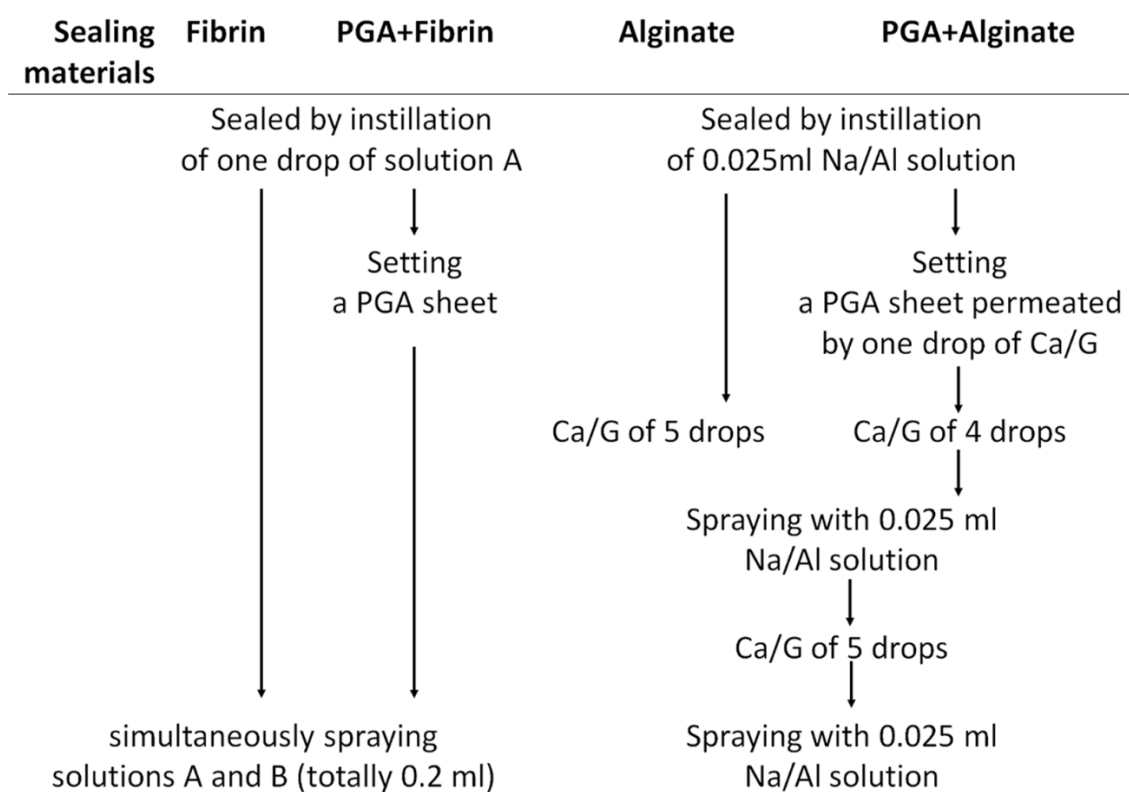 Sealing materials Fibrin PGA+Fibrin Alginate PGA+Alginate
Sealed by instillation
of one drop of solution A
Sealed by instillation
of 0.025ml Na/Al solution
Setting
a PGA sheet
Setting
a PGA sheet permeated
by one drop of Ca/G
Ca/G of 5 drops
Ca/G of 4 drops
Spraying with 0.025 ml
Na/Al solution
Ca/G of 5 drops
simultaneously spraying
solutions A and B (totally 0.2 ml)
Spraying with 0.025 ml
Na/Al solution